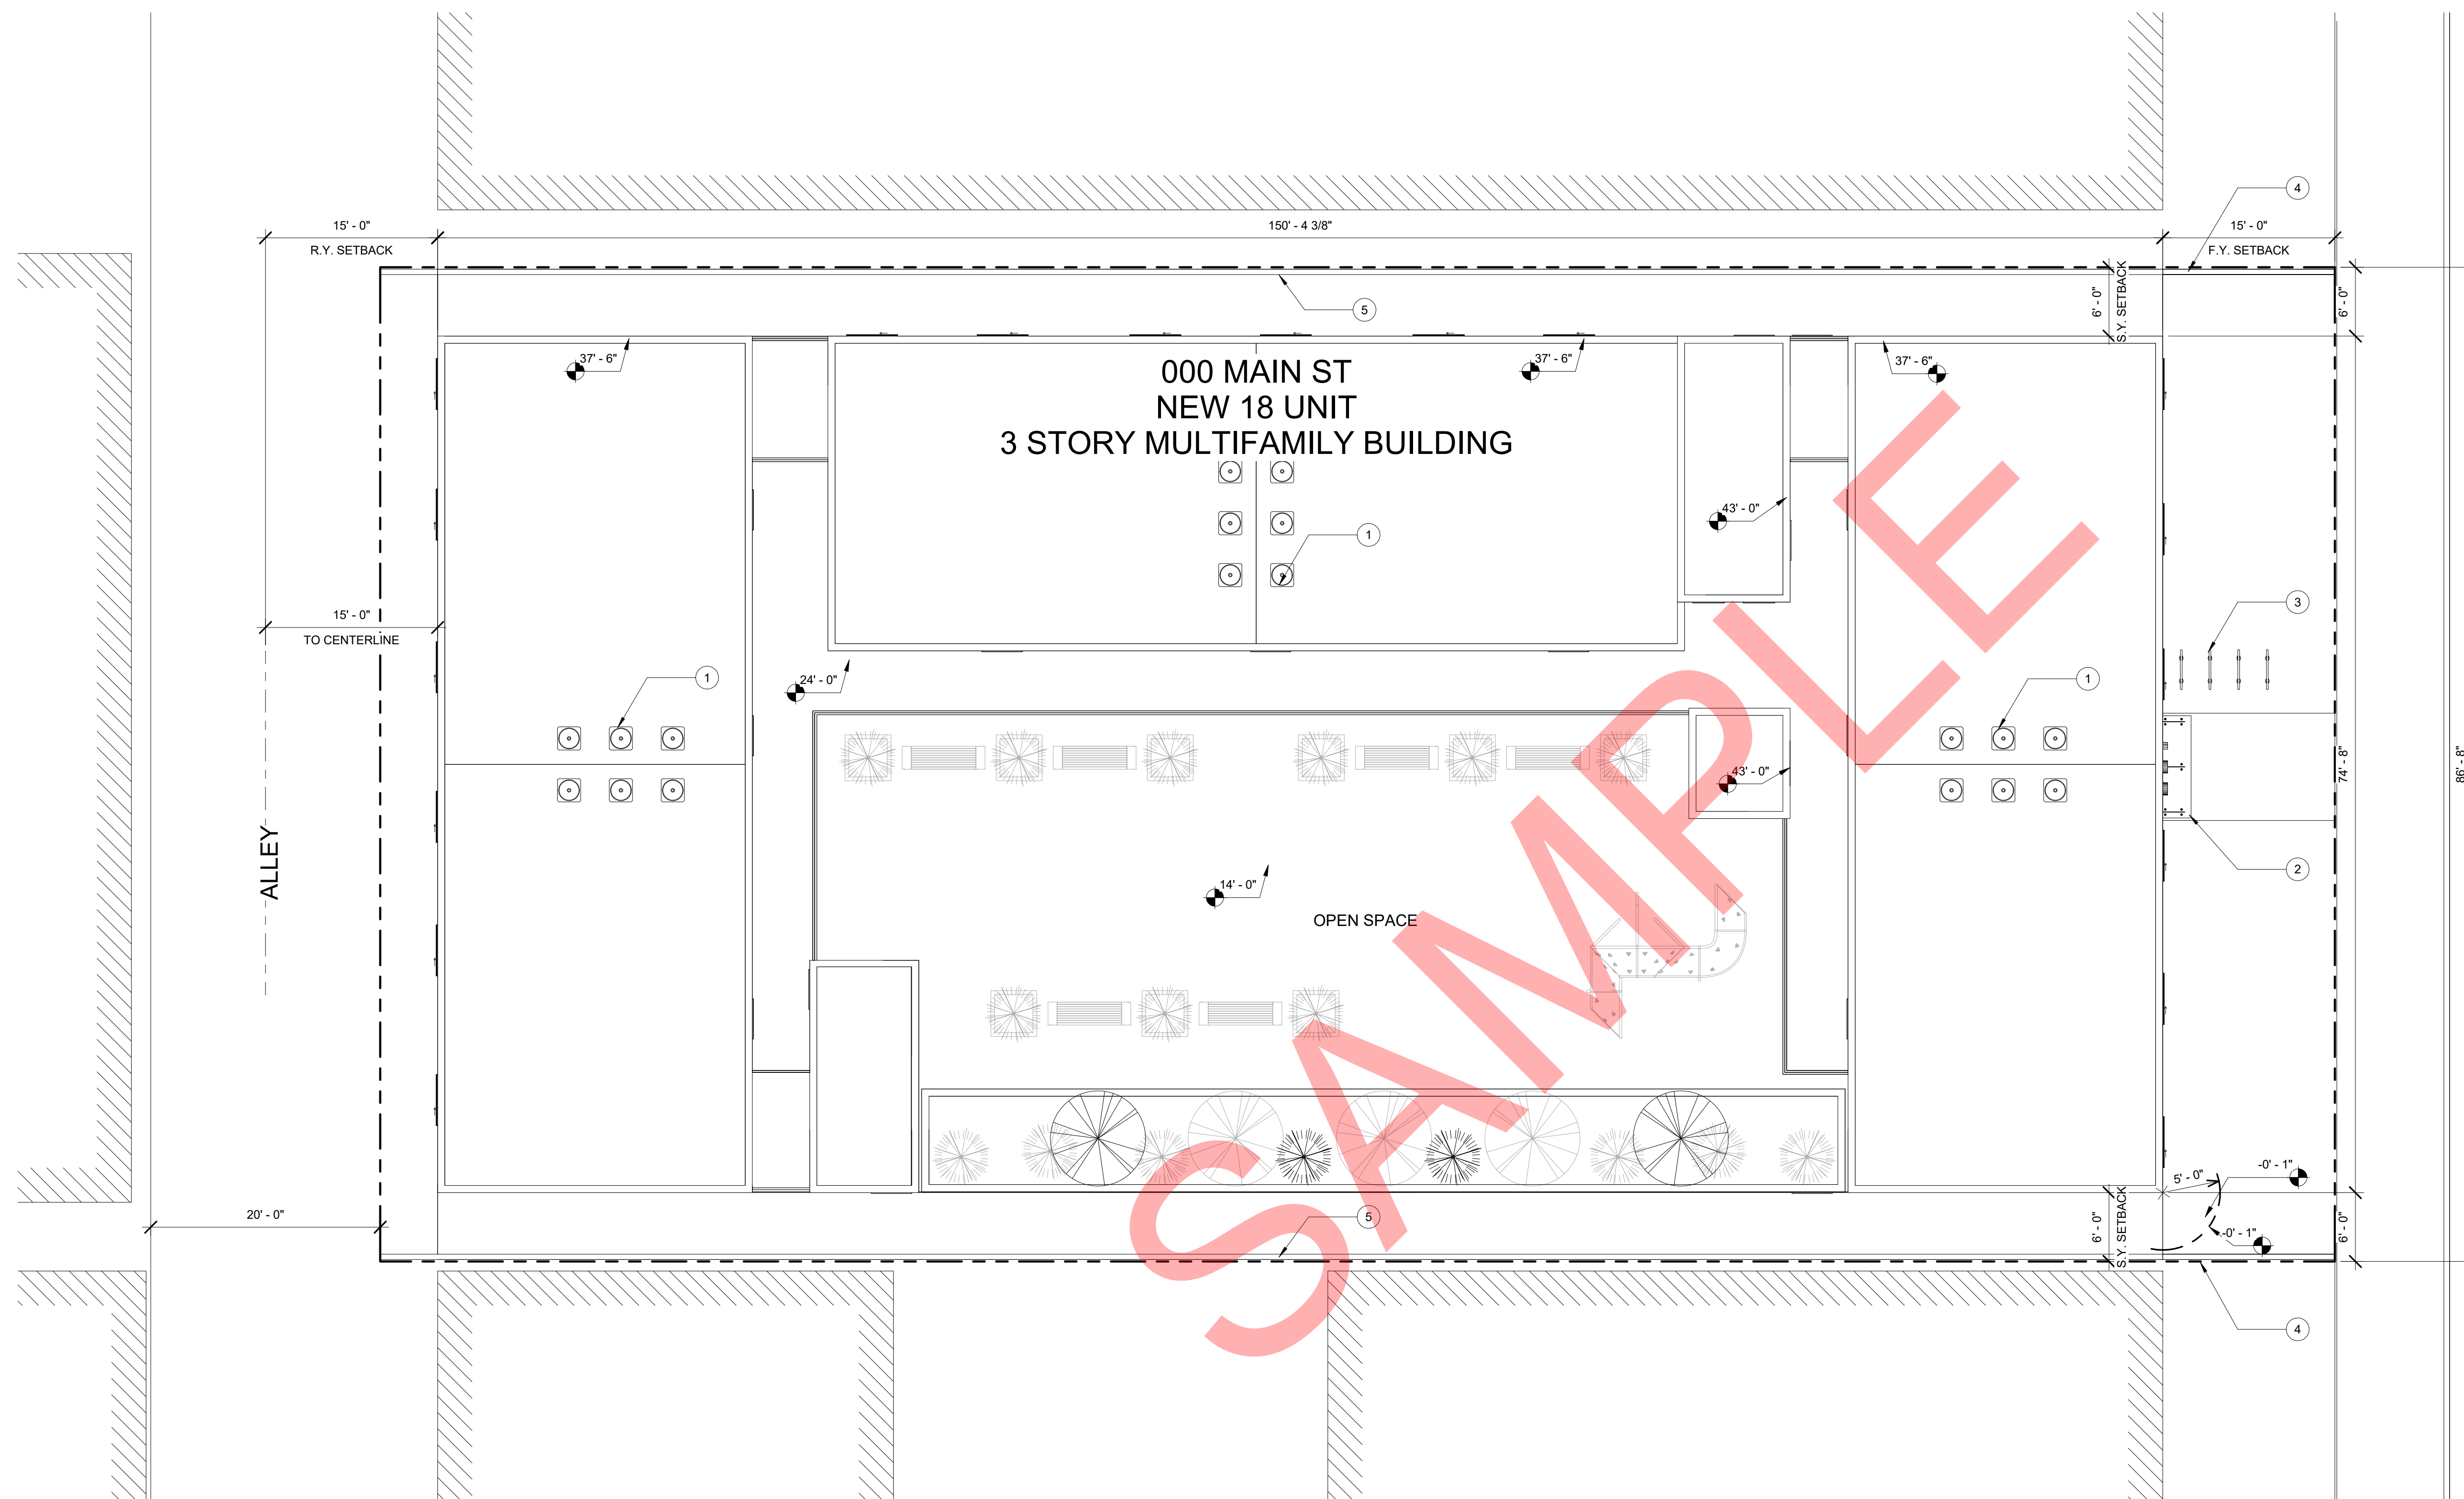 4
15' - 0"
150' - 4 3/8"
15' - 0"
R.Y. SETBACK
F.Y. SETBACK
6' - 0"
S.Y. SETBACK
6' - 0"
5
37' - 6"
37' - 6"
37' - 6"
000 MAIN ST
NEW 18 UNIT
3 STORY MULTIFAMILY BUILDING
43' - 0"
1
3
15' - 0"
TO CENTERLINE
24' - 0"
1
1
43' - 0"
74' - 8"
86' - 8"
ALLEY
14' - 0"
OPEN SPACE
2
SAMPLE
5' - 0"
-0' - 1"
-0' - 1"
20' - 0"
5
6' - 0"
S.Y. SETBACK
6' - 0"
4